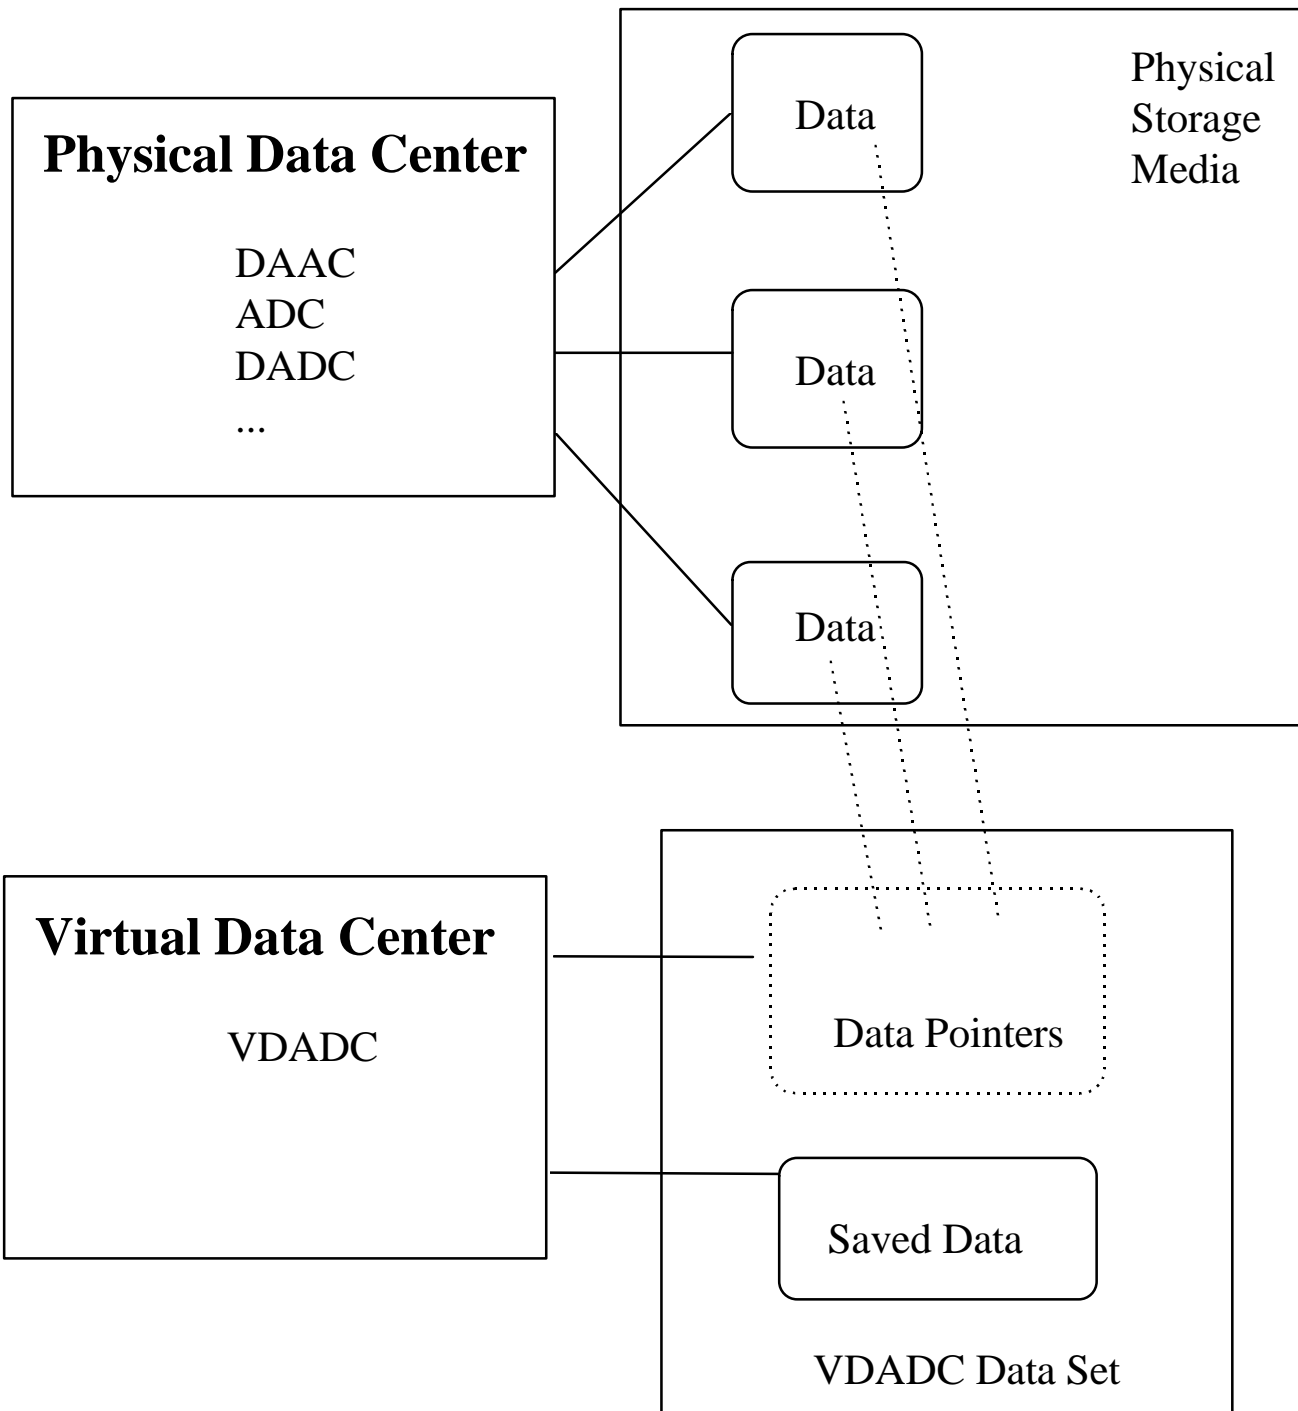 Physical Data Center
DAAC
ADC
DADC
...
Data
Data
Data
Physical
Storage
Media
Virtual Data Center
VDADC
Data Pointers
Saved Data
VDADC Data Set